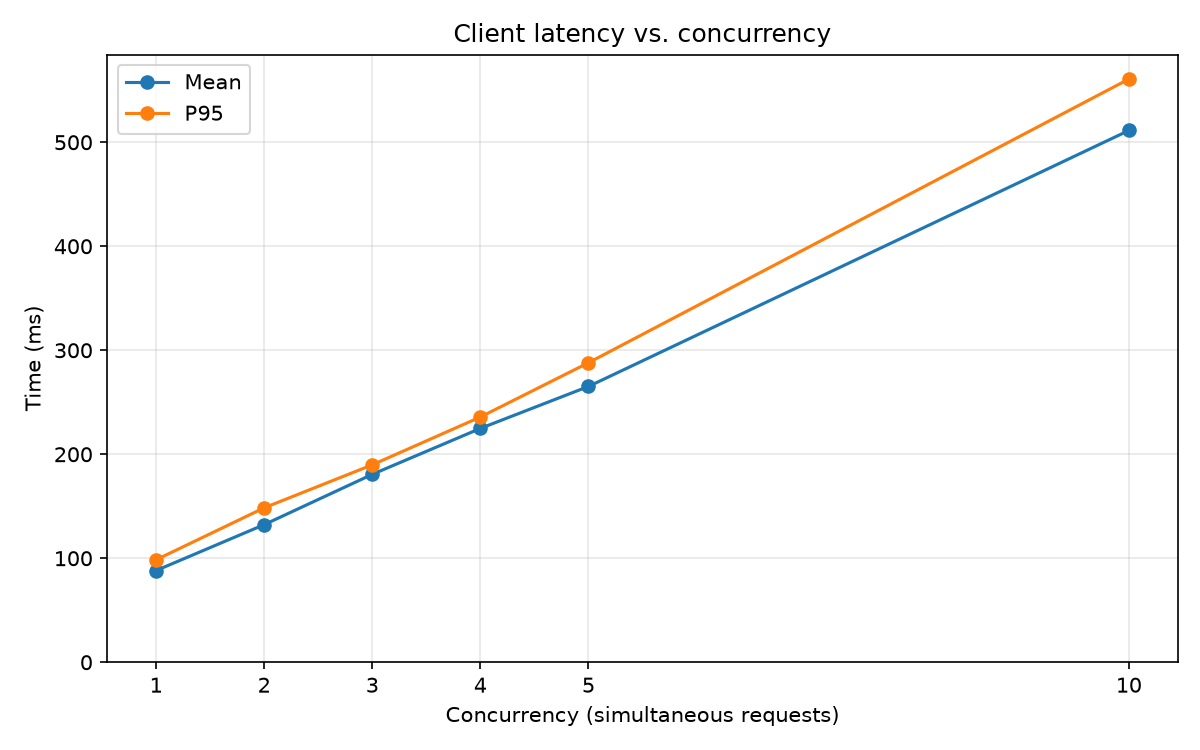 Client latency vs. concurrency
Mean
P95
500
400
300
200
100
0
Time (ms)
1 2 3 4 5 10
Concurrency (simultaneous requests)